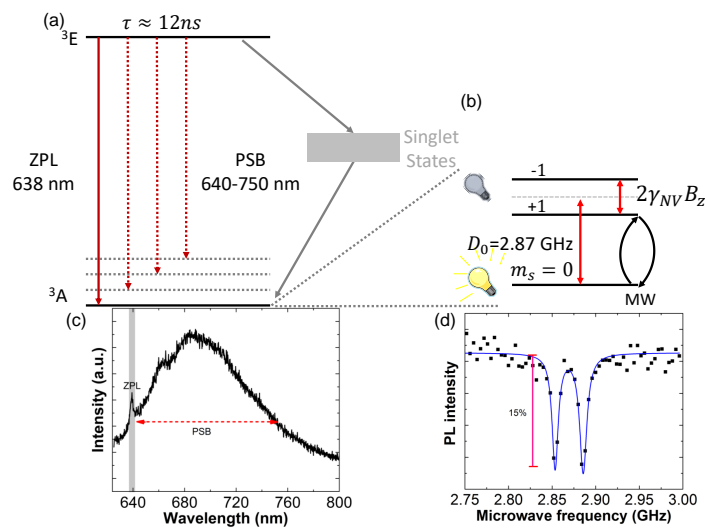 (a)
τ ≈ 12ns
³E
ZPL
638 nm
PSB
640-750 nm
Singlet
States
³A
(b)
-1
+1
2γ_NV B_z
D₀=2.87 GHz
mₛ = 0
MW
(c)
Intensity (a.u.)
ZPL
PSB
640 680 720 760 800
Wavelength (nm)
(d)
PL intensity
15%
2.75 2.80 2.85 2.90 2.95 3.00
Microwave frequency (GHz)